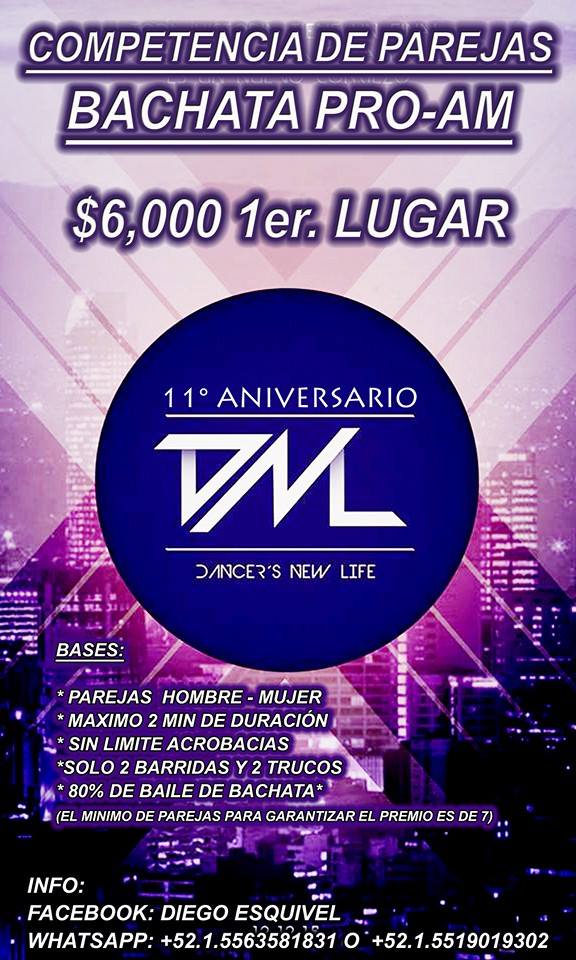 COMPETENCIA DE PAREJAS
BACHATA PRO-AM
$6,000 1er. LUGAR
11° ANIVERSARIO
DNL
DANCER´S NEW LIFE
BASES:
* PAREJAS HOMBRE - MUJER
* MAXIMO 2 MIN DE DURACIÓN
* SIN LIMITE ACROBACIAS
*SOLO 2 BARRIDAS Y 2 TRUCOS
* 80% DE BAILE DE BACHATA*
(EL MINIMO DE PAREJAS PARA GARANTIZAR EL PREMIO ES DE 7)
INFO:
FACEBOOK: DIEGO ESQUIVEL
WHATSAPP: +52.1.5563581831 O +52.1.5519019302